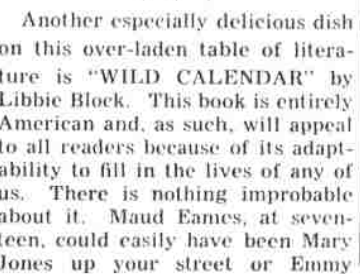 Another especially delicious dish
on this over-laden table of litera-
ture is "WILD CALENDAR" by
Libbie Block. This book is entirely
American and, as such, will appeal
to all readers because of its adapt-
ability to fill in the lives of any of
us. There is nothing improbable
about it. Maud Eames, at seven-
teen, could easily have been Mary
Jones up your street or Emmy